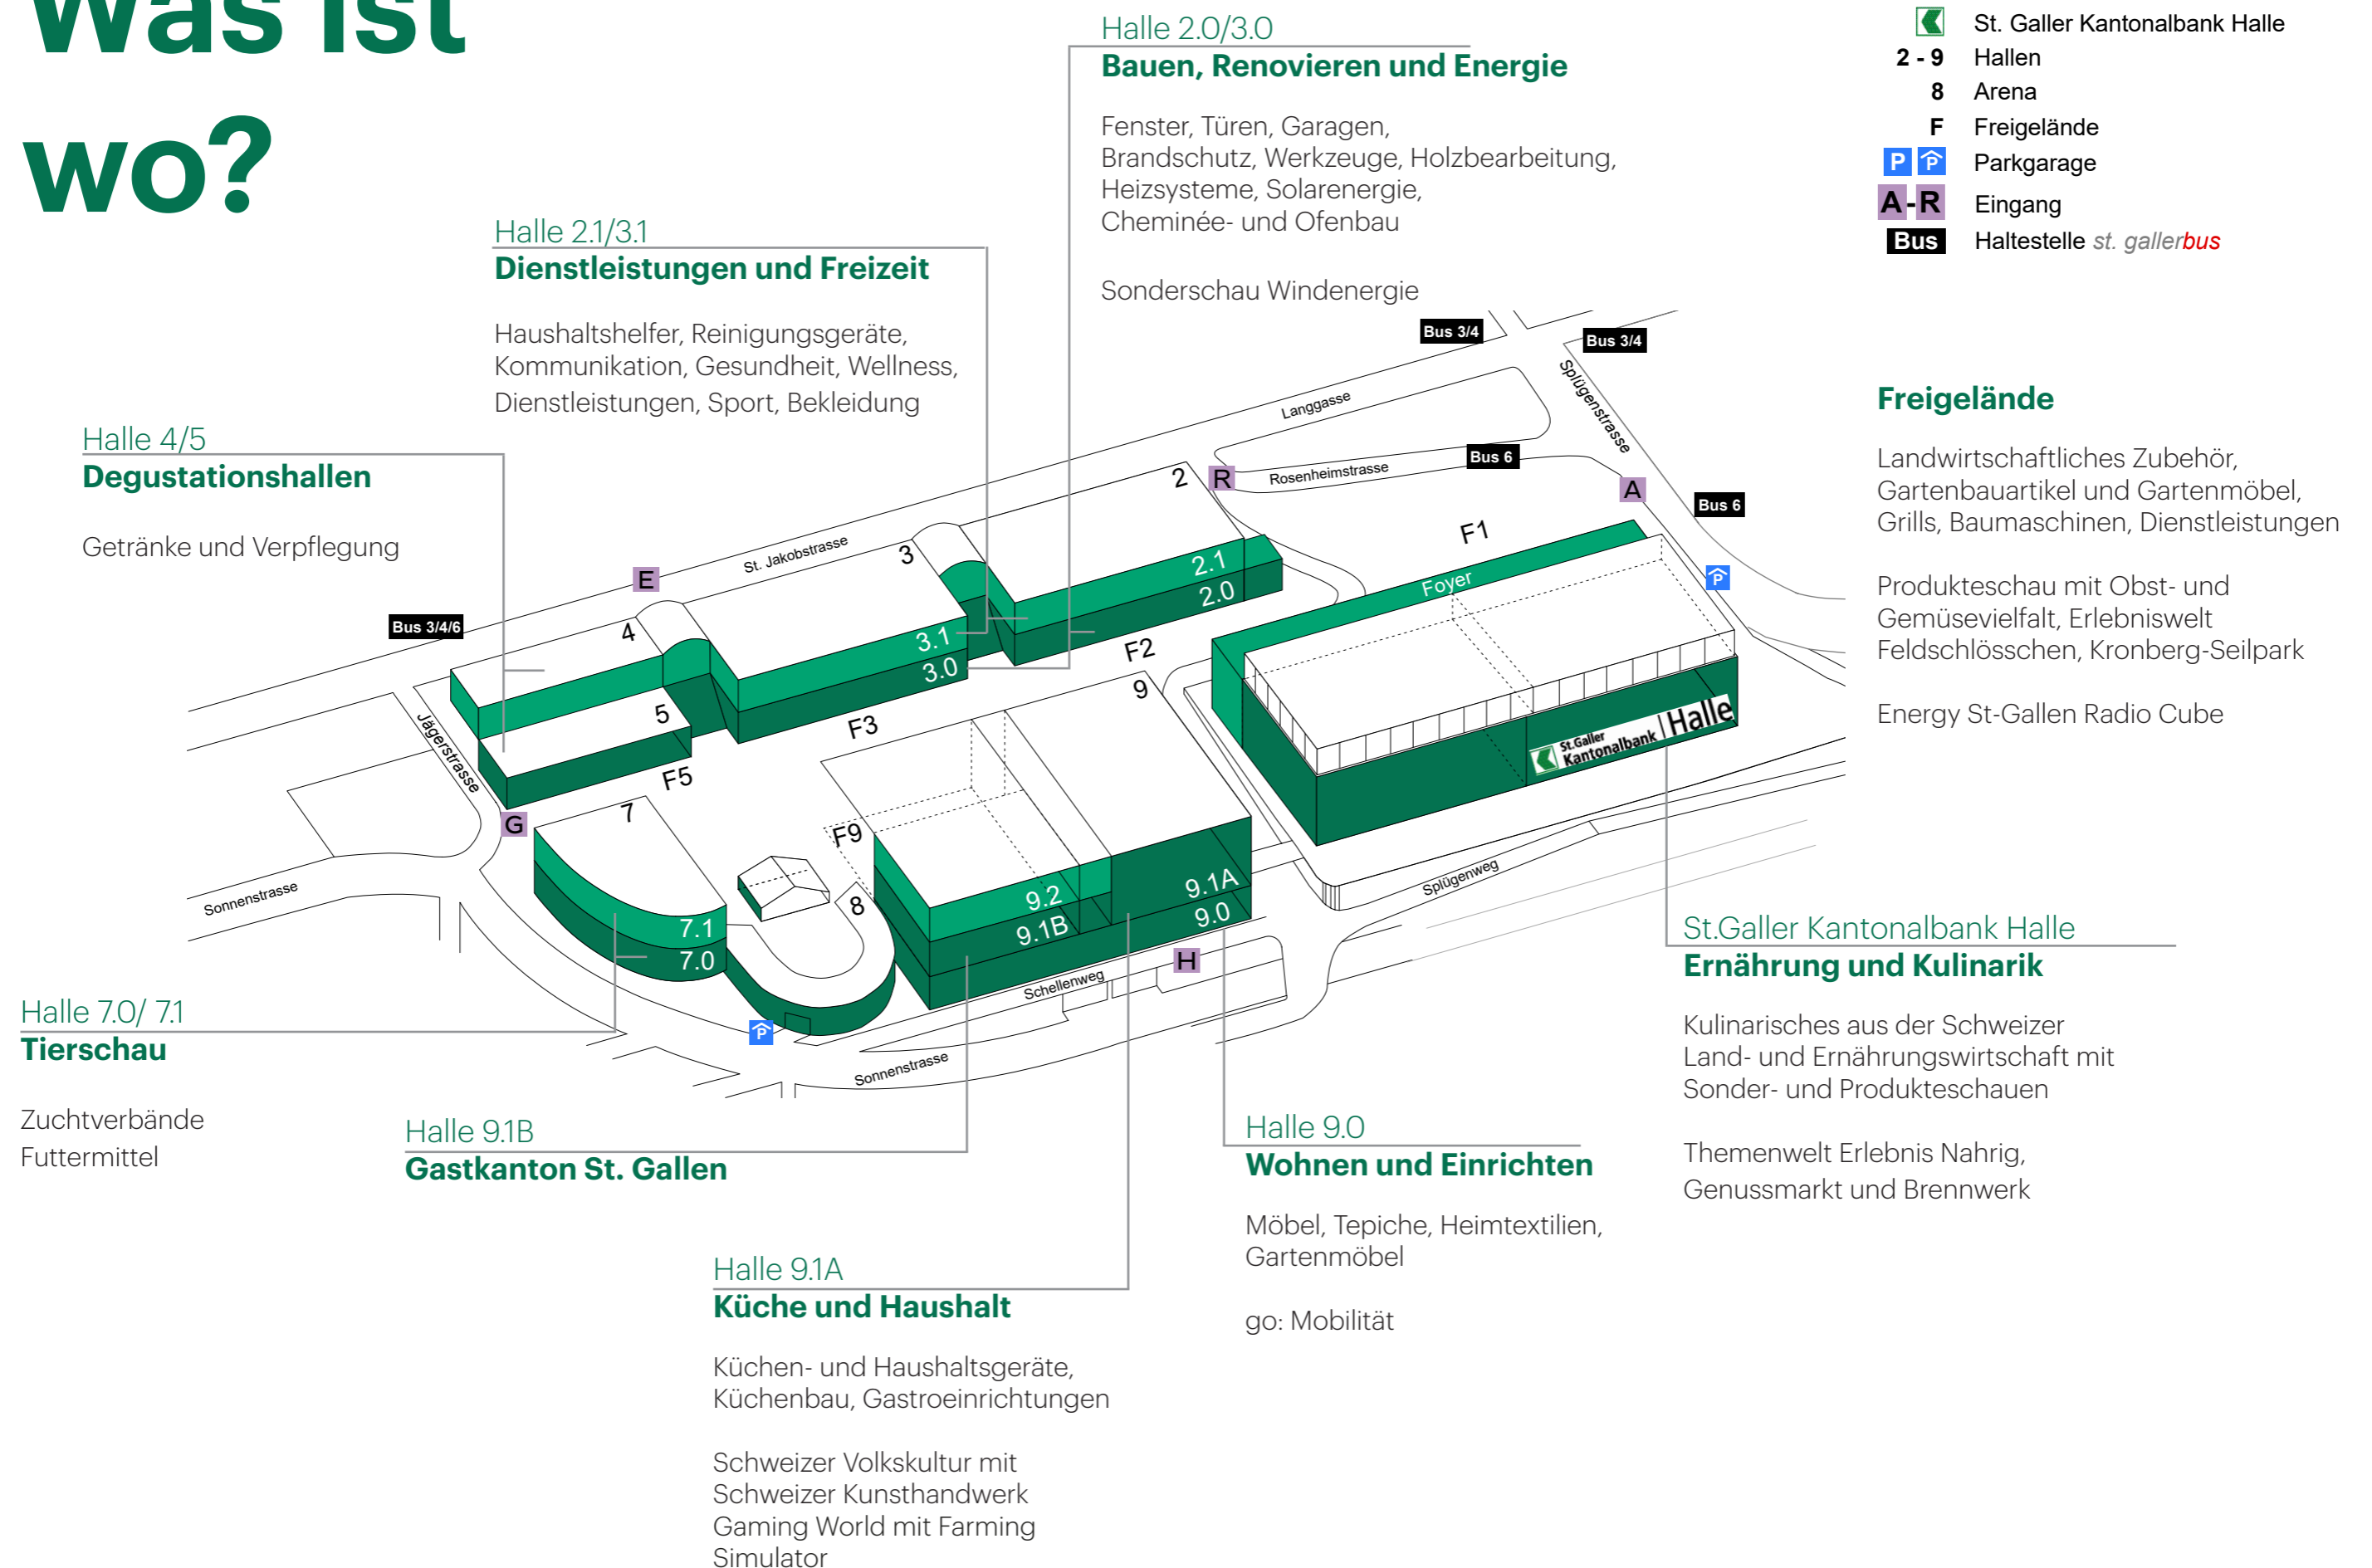 Was ist
wo?
Halle 2.0/3.0
Bauen, Renovieren und Energie
Fenster, Türen, Garagen,
Brandschutz, Werkzeuge, Holzbearbeitung,
Heizsysteme, Solarenergie,
Cheminée- und Ofenbau
Sonderschau Windenergie
St. Galler Kantonalbank Halle
2 - 9 Hallen
8 Arena
F Freigelände
P P Parkgarage
A-R Eingang
Bus Haltestelle st. gallerbus
Halle 2.1/3.1
Dienstleistungen und Freizeit
Haushaltshelfer, Reinigungsgeräte,
Kommunikation, Gesundheit, Wellness,
Dienstleistungen, Sport, Bekleidung
Halle 4/5
Degustationshallen
Getränke und Verpflegung
Freigelände
Landwirtschaftliches Zubehör,
Gartenbauartikel und Gartenmöbel,
Grills, Baumaschinen, Dienstleistungen
Produkteschau mit Obst- und
Gemüsevielfalt, Erlebniswelt
Feldschlösschen, Kronberg-Seilpark
Energy St-Gallen Radio Cube
Bus 3/4
Bus 3/4
Splügenstrasse
Langgasse
Bus 6
Rosenheimstrasse
R
A
Bus 6
2
F1
St. Jakobstrasse
3
E
2.1
2.0
Foyer
P
Bus 3/4/6
4
3.1
3.0
F2
9
5
F3
Jägerstrasse
F5
St.Galler
Kantonalbank
Halle
7
G
F9
Sonnenstrasse
8
9.2
9.1A
9.1B
9.0
Splügenweg
7.1
7.0
H
Schellenweg
P
Sonnenstrasse
St.Galler Kantonalbank Halle
Ernährung und Kulinarik
Kulinarisches aus der Schweizer
Land- und Ernährungswirtschaft mit
Sonder- und Produkteschauen
Themenwelt Erlebnis Nahrig,
Genussmarkt und Brennwerk
Halle 7.0/ 7.1
Tierschau
Zuchtverbände
Futtermittel
Halle 9.1B
Gastkanton St. Gallen
Halle 9.0
Wohnen und Einrichten
Möbel, Tepiche, Heimtextilien,
Gartenmöbel
go: Mobilität
Halle 9.1A
Küche und Haushalt
Küchen- und Haushaltsgeräte,
Küchenbau, Gastroeinrichtungen
Schweizer Volkskultur mit
Schweizer Kunsthandwerk
Gaming World mit Farming
Simulator